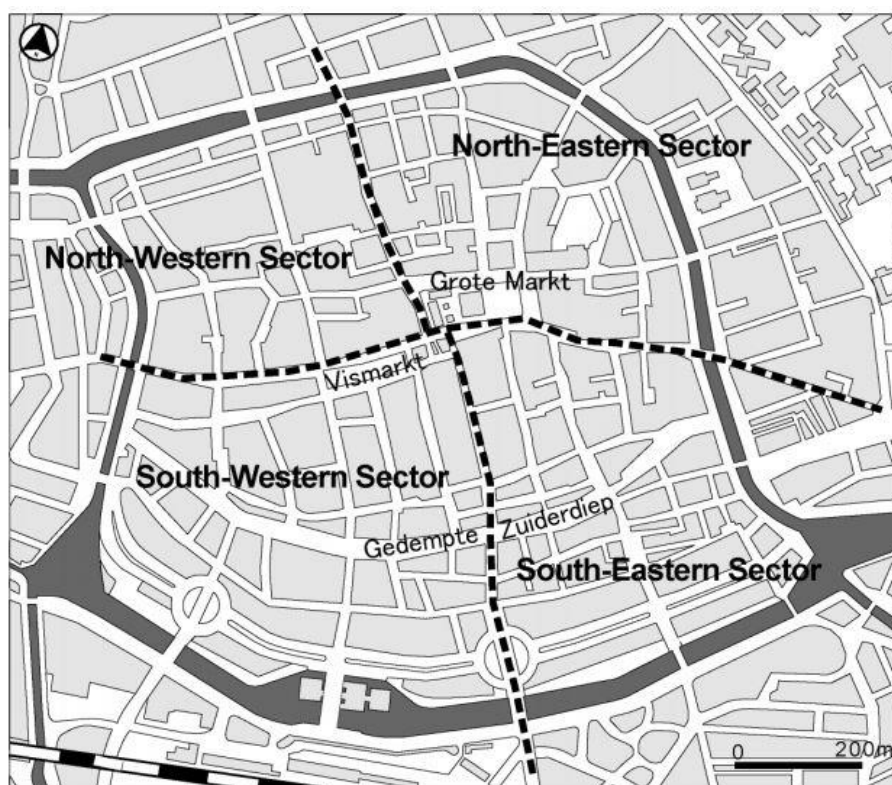 North-Eastern Sector
North-Western Sector
Grote Markt
Vismarkt
South-Western Sector
Gedempte Zuiderdiep
South-Eastern Sector
0 200m